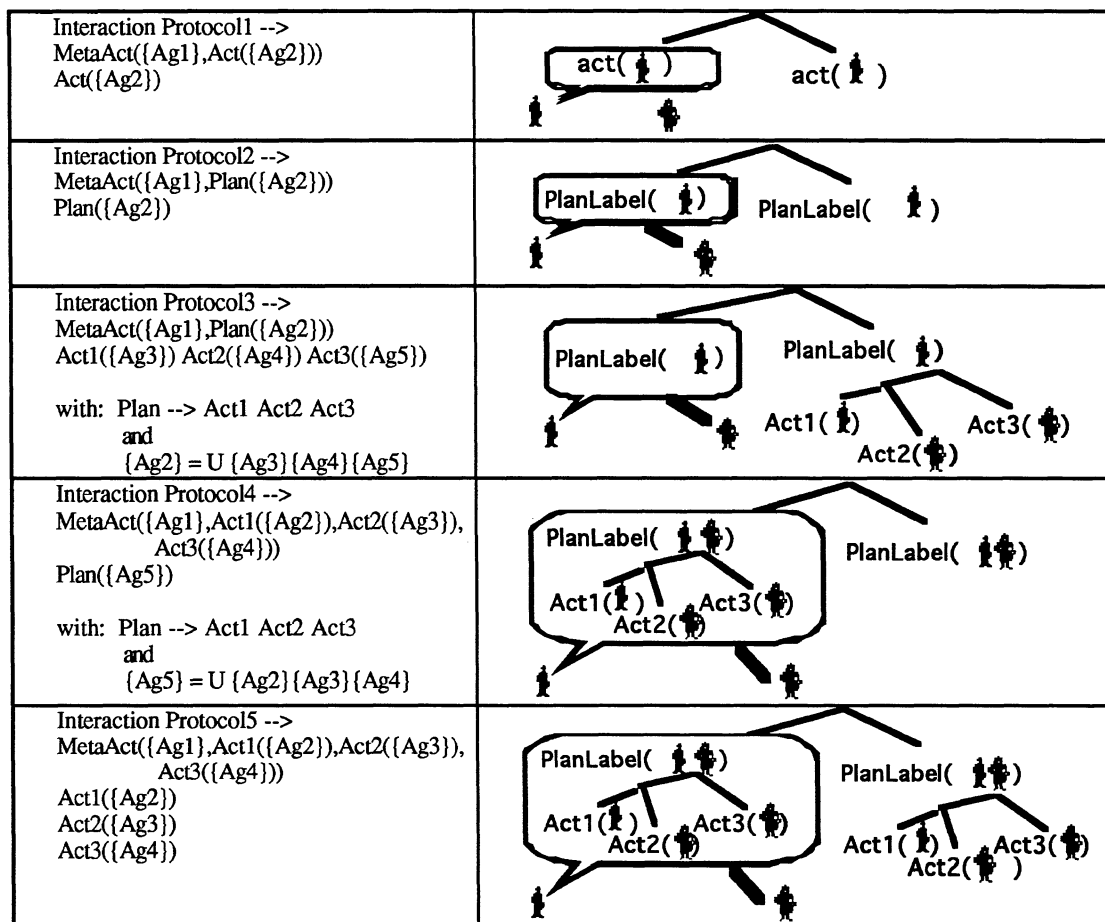 Interaction Protocol1 -->
MetaAct({Ag1},Act({Ag2}))
Act({Ag2})
act( )
act( )
Interaction Protocol2 -->
MetaAct({Ag1},Plan({Ag2}))
Plan({Ag2})
PlanLabel( )
PlanLabel( )
Interaction Protocol3 -->
MetaAct({Ag1},Plan({Ag2}))
Act1({Ag3}) Act2({Ag4}) Act3({Ag5})
with: Plan --> Act1 Act2 Act3
and
{Ag2} = U {Ag3}{Ag4}{Ag5}
PlanLabel( )
PlanLabel( )
Act1( )
Act2( )
Act3( )
Interaction Protocol4 -->
MetaAct({Ag1},Act1({Ag2}),Act2({Ag3}),
Act3({Ag4}))
Plan({Ag5})
with: Plan --> Act1 Act2 Act3
and
{Ag5} = U {Ag2}{Ag3}{Ag4}
PlanLabel( )
Act1( )
Act2( )
Act3( )
PlanLabel( )
Interaction Protocol5 -->
MetaAct({Ag1},Act1({Ag2}),Act2({Ag3}),
Act3({Ag4}))
Act1({Ag2})
Act2({Ag3})
Act3({Ag4})
PlanLabel( )
Act1( )
Act2( )
Act3( )
PlanLabel( )
Act1( )
Act2( )
Act3( )